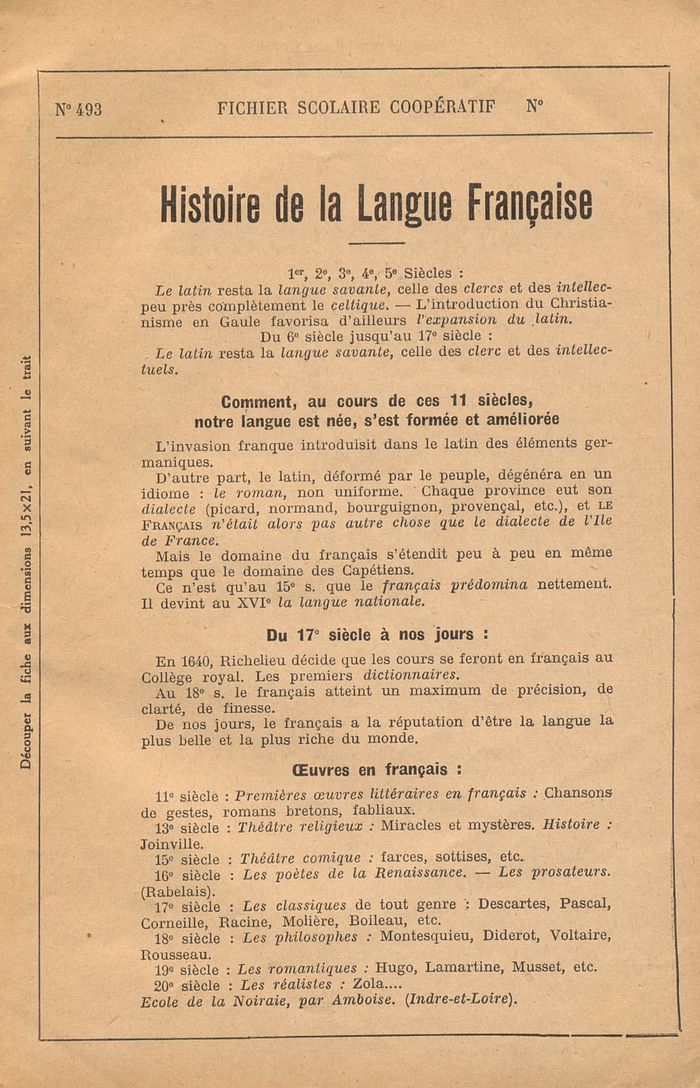 N° 493 FICHIER SCOLAIRE COOPÉRATIF N°
Histoire de la Langue Française
1er, 2e, 3e, 4e, 5e Siècles :
Le latin resta la langue savante, celle des clercs et des intellec-
peu près complètement le celtique. — L'introduction du Christia-
nisme en Gaule favorisa d'ailleurs l'expansion du latin.
Du 6e siècle jusqu'au 17e siècle :
Le latin resta la langue savante, celle des clerc et des intellec-
tuels.
Comment, au cours de ces 11 siècles,
notre langue est née, s'est formée et améliorée
L'invasion franque introduisit dans le latin des éléments ger-
maniques.
D'autre part, le latin, déformé par le peuple, dégénéra en un
idiome : le roman, non uniforme. Chaque province eut son
dialecte (picard, normand, bourguignon, provençal, etc.), et LE
FRANÇAIS n'était alors pas autre chose que le dialecte de l'Ile
de France.
Mais le domaine du français s'étendit peu à peu en même
temps que le domaine des Capétiens.
Ce n'est qu'au 15e s. que le français prédomina nettement.
Il devint au XVIe la langue nationale.
Du 17e siècle à nos jours :
En 1640, Richelieu décide que les cours se feront en français au
Collège royal. Les premiers dictionnaires.
Au 18e s. le français atteint un maximum de précision, de
clarté, de finesse.
De nos jours, le français a la réputation d'être la langue la
plus belle et la plus riche du monde.
Œuvres en français :
11e siècle : Premières œuvres littéraires en français : Chansons
de gestes, romans bretons, fabliaux.
13e siècle : Théâtre religieux : Miracles et mystères. Histoire :
Joinville.
15e siècle : Théâtre comique : farces, sottises, etc.
16e siècle : Les poètes de la Renaissance. — Les prosateurs.
(Rabelais).
17e siècle : Les classiques de tout genre : Descartes, Pascal,
Corneille, Racine, Molière, Boileau, etc.
18e siècle : Les philosophes : Montesquieu, Diderot, Voltaire,
Rousseau.
19e siècle : Les romantiques : Hugo, Lamartine, Musset, etc.
20e siècle : Les réalistes : Zola....
Ecole de la Noiraie, par Amboise. (Indre-et-Loire).
Découper la fiche aux dimensions 13,5×21, en suivant le trait